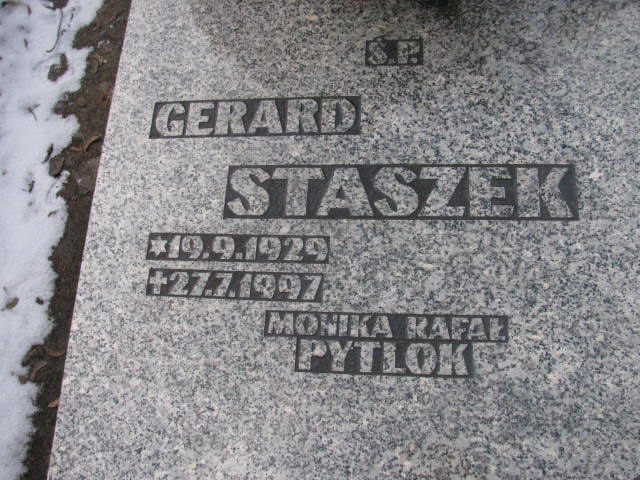 Ś.P.
GERARD
STASZEK
*19.9.1929
+27.7.1997
MONIKA RAFAŁ
PYTLOK